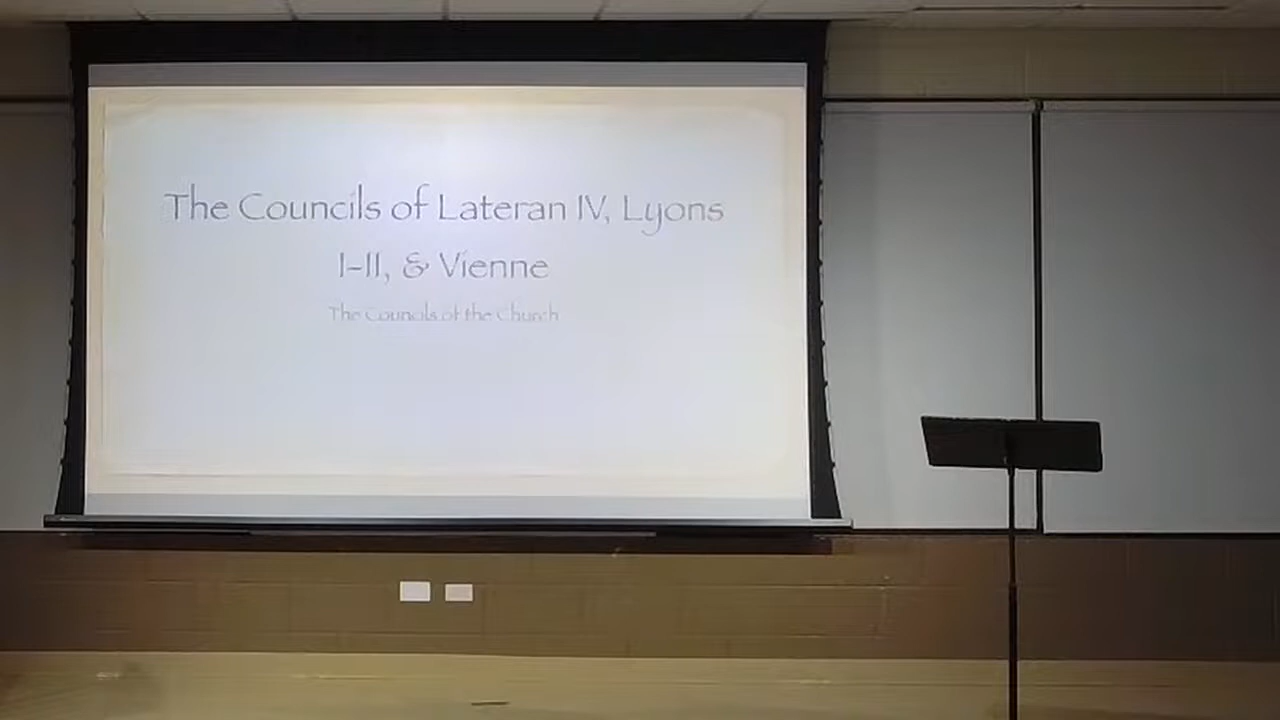 The Councils of Lateran IV, Lyons
I-II, & Vienne
The Councils of the Church